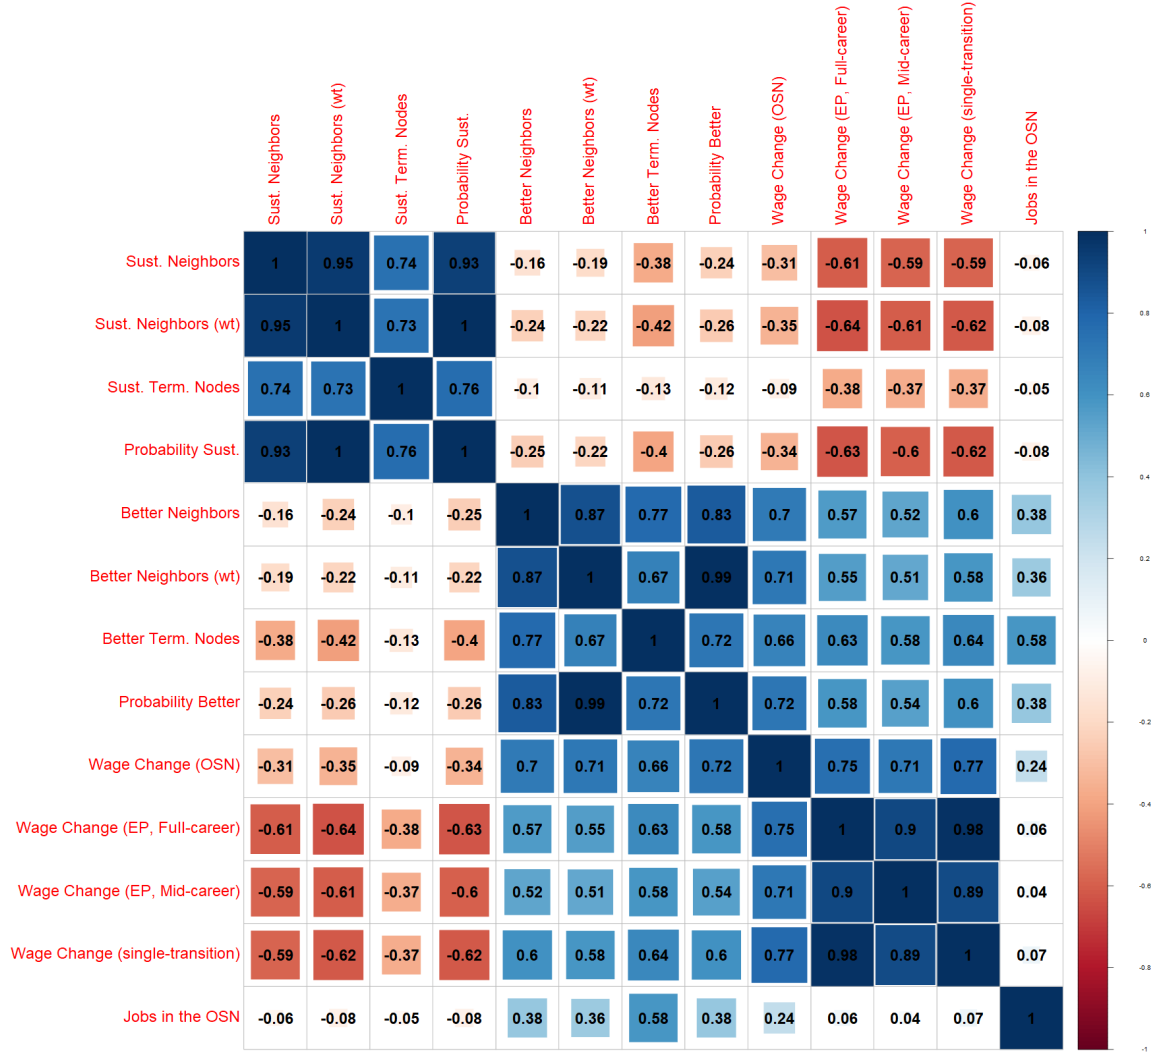 Sust. Neighbors
Sust. Neighbors (wt)
Sust. Term. Nodes
Probability Sust.
Better Neighbors
Better Neighbors (wt)
Better Term. Nodes
Probability Better
Wage Change (OSN)
Wage Change (EP, Full-career)
Wage Change (EP, Mid-career)
Wage Change (single-transition)
Jobs in the OSN
Sust. Neighbors 1 0.95 0.74 0.93 -0.16 -0.19 -0.38 -0.24 -0.31 -0.61 -0.59 -0.59 -0.06
Sust. Neighbors (wt) 0.95 1 0.73 1 -0.24 -0.22 -0.42 -0.26 -0.35 -0.64 -0.61 -0.62 -0.08
Sust. Term. Nodes 0.74 0.73 1 0.76 -0.1 -0.11 -0.13 -0.12 -0.09 -0.38 -0.37 -0.37 -0.05
Probability Sust. 0.93 1 0.76 1 -0.25 -0.22 -0.4 -0.26 -0.34 -0.63 -0.6 -0.62 -0.08
Better Neighbors -0.16 -0.24 -0.1 -0.25 1 0.87 0.77 0.83 0.7 0.57 0.52 0.6 0.38
Better Neighbors (wt) -0.19 -0.22 -0.11 -0.22 0.87 1 0.67 0.99 0.71 0.55 0.51 0.58 0.36
Better Term. Nodes -0.38 -0.42 -0.13 -0.4 0.77 0.67 1 0.72 0.66 0.63 0.58 0.64 0.58
Probability Better -0.24 -0.26 -0.12 -0.26 0.83 0.99 0.72 1 0.72 0.58 0.54 0.6 0.38
Wage Change (OSN) -0.31 -0.35 -0.09 -0.34 0.7 0.71 0.66 0.72 1 0.75 0.71 0.77 0.24
Wage Change (EP, Full-career) -0.61 -0.64 -0.38 -0.63 0.57 0.55 0.63 0.58 0.75 1 0.9 0.98 0.06
Wage Change (EP, Mid-career) -0.59 -0.61 -0.37 -0.6 0.52 0.51 0.58 0.54 0.71 0.9 1 0.89 0.04
Wage Change (single-transition) -0.59 -0.62 -0.37 -0.62 0.6 0.58 0.64 0.6 0.77 0.98 0.89 1 0.07
Jobs in the OSN -0.06 -0.08 -0.05 -0.08 0.38 0.36 0.58 0.38 0.24 0.06 0.04 0.07 1
1
0.8
0.6
0.4
0.2
0
-0.2
-0.4
-0.6
-0.8
-1